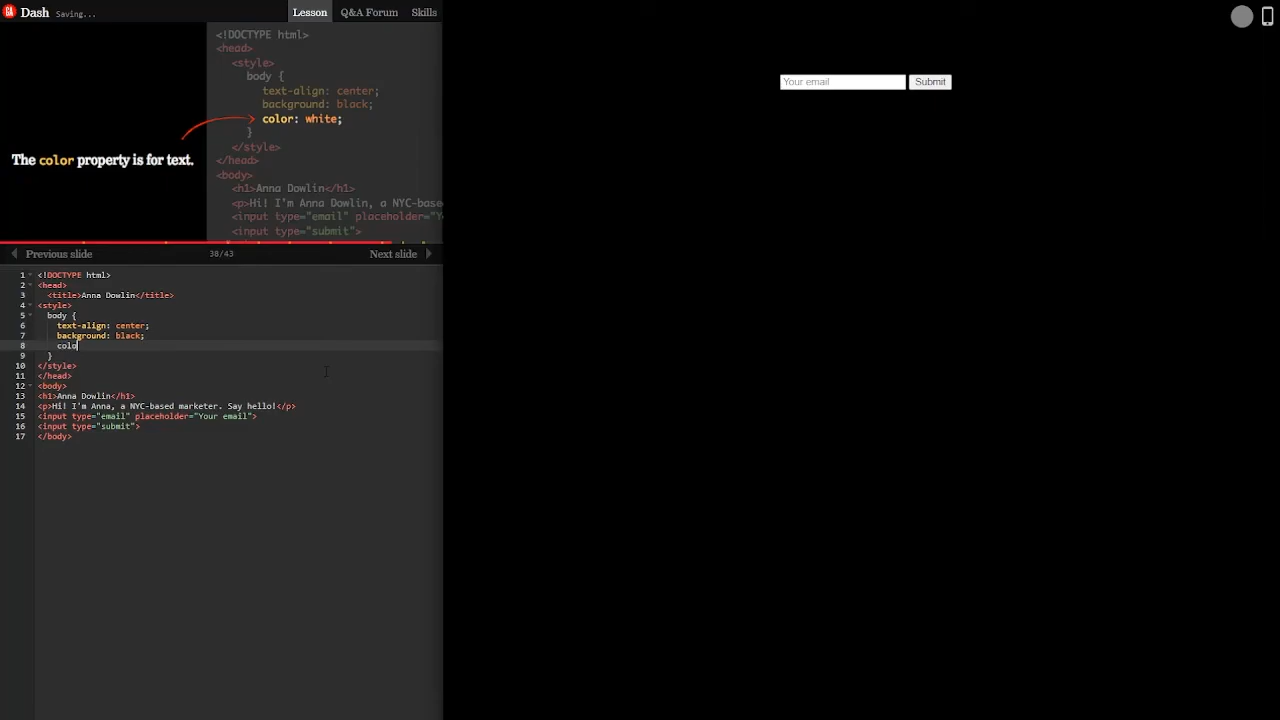 GA Dash Saving...
Lesson Q&A Forum Skills
<!DOCTYPE html>
<head>
<style>
body {
text-align: center;
background: black;
color: white;
}
</style>
</head>
<body>
<h1>Anna Dowlin</h1>
<p>Hi! I'm Anna Dowlin, a NYC-base
<input type="email" placeholder="Y
<input type="submit">
The color property is for text.
Previous slide 38/43 Next slide
1 <!DOCTYPE html>
2 <head>
3 <title>Anna Dowlin</title>
4 <style>
5 body {
6 text-align: center;
7 background: black;
8 colo
9 }
10 </style>
11 </head>
12 <body>
13 <h1>Anna Dowlin</h1>
14 <p>Hi! I'm Anna, a NYC-based marketer. Say hello!</p>
15 <input type="email" placeholder="Your email">
16 <input type="submit">
17 </body>
Your email Submit